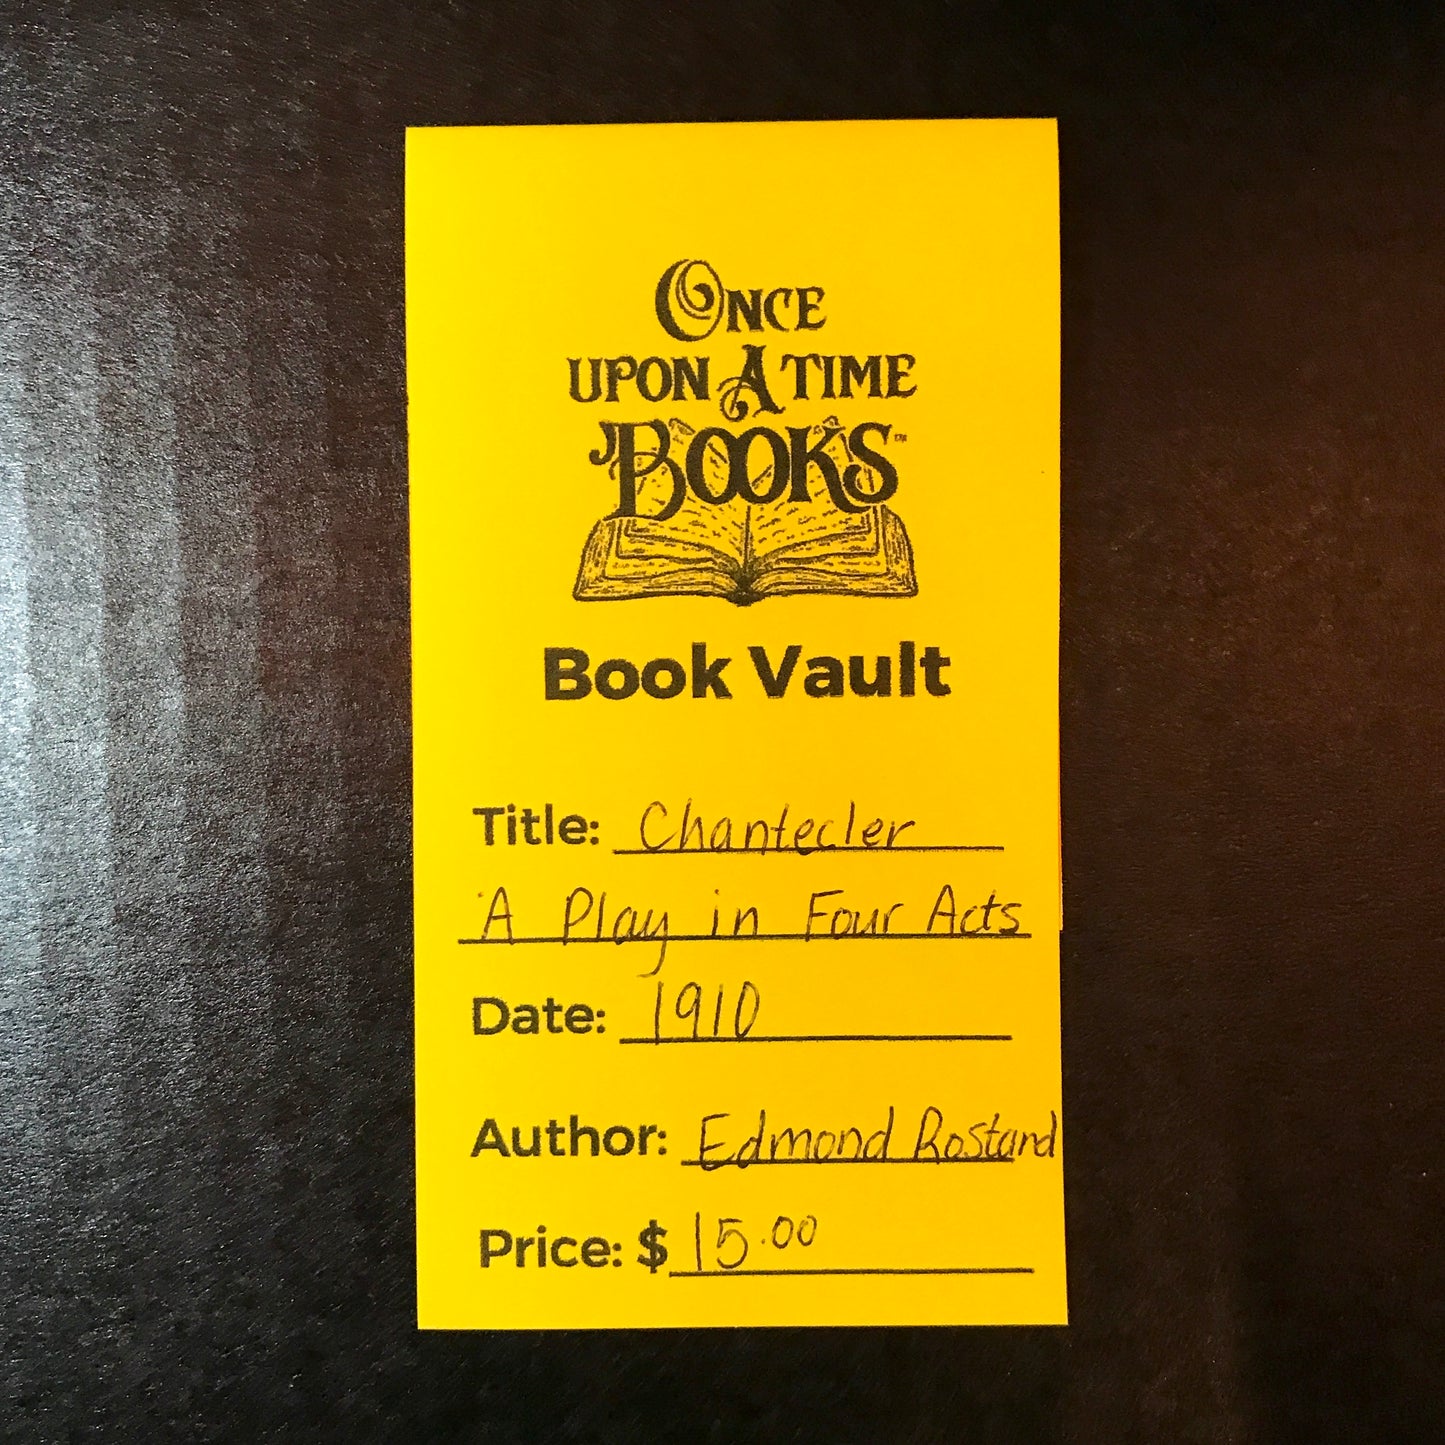 ONCE
UPON A TIME
BOOKS™
Book Vault
Title: Chantecler
A Play in Four Acts
Date: 1910
Author: Edmond Rostand
Price: $ 15.00